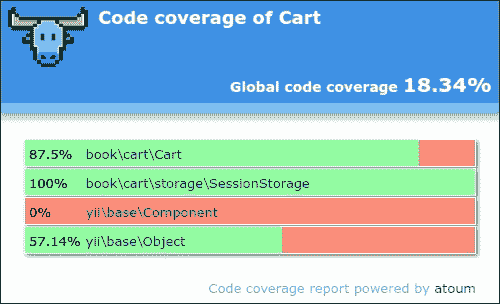 Code coverage of Cart
Global code coverage 18.34%
87.5% book\cart\Cart
100% book\cart\storage\SessionStorage
0% yii\base\Component
57.14% yii\base\Object
Code coverage report powered by atoum